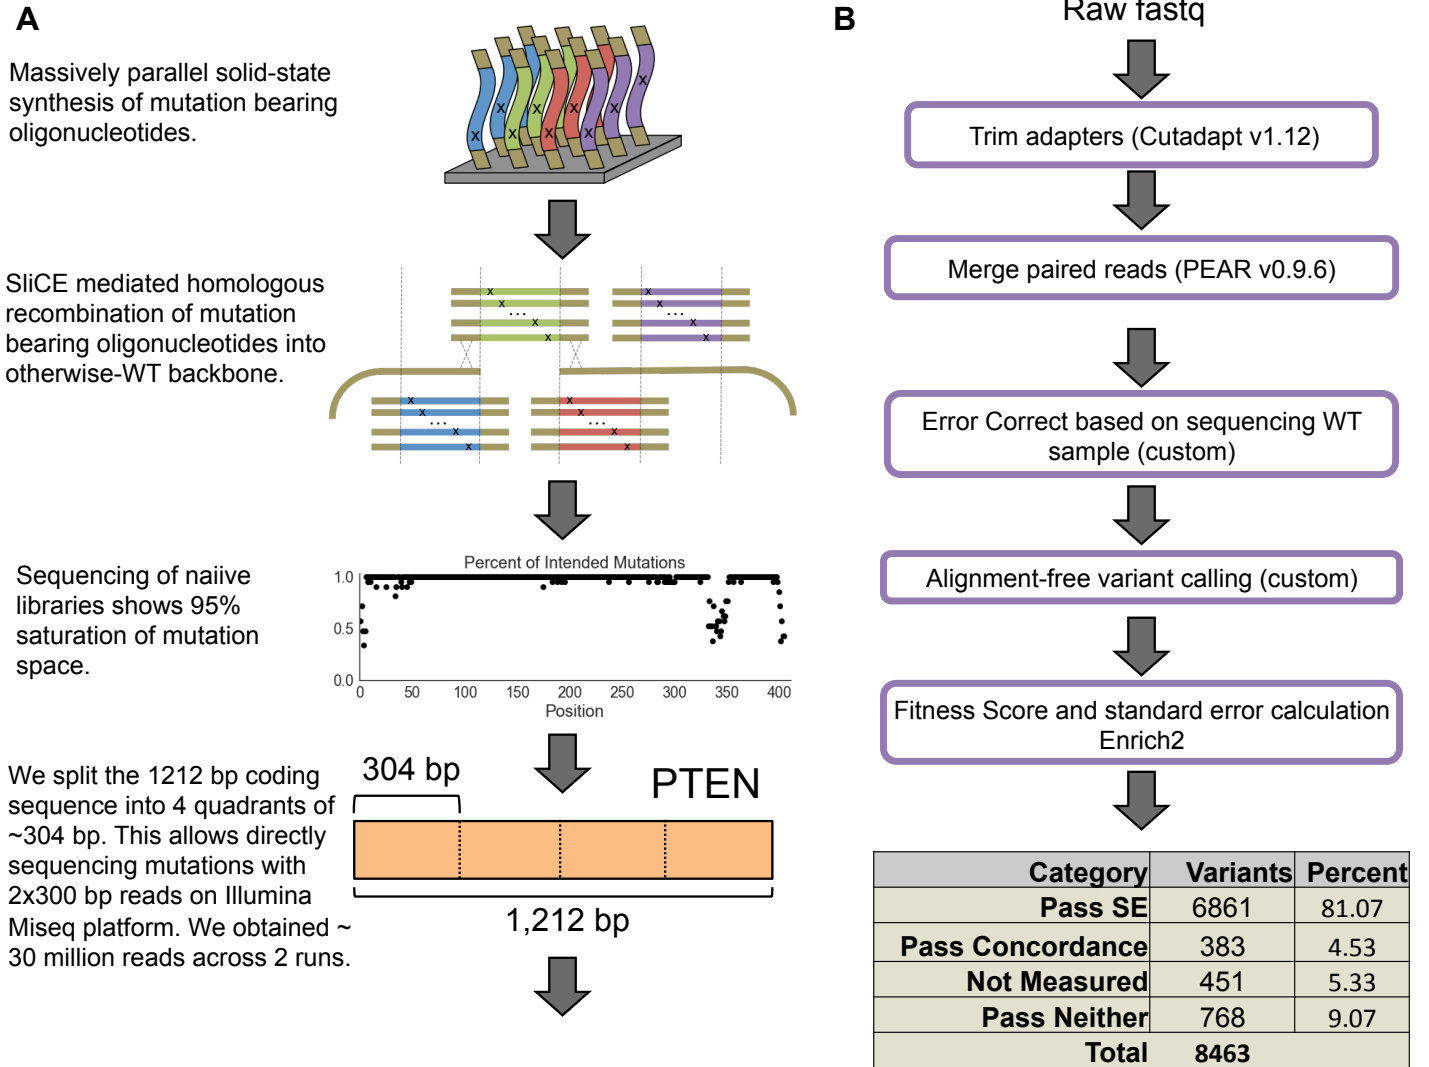 A
Massively parallel solid-state
synthesis of mutation bearing
oligonucleotides.
x x x x x x x x x x
SliCE mediated homologous
recombination of mutation
bearing oligonucleotides into
otherwise-WT backbone.
x x
x x
... ...
x x
x x
x x
x x
... ...
x x
x x
Sequencing of naiive
libraries shows 95%
saturation of mutation
space.
Percent of Intended Mutations
1.0
0.5
0.0
0 50 100 150 200 250 300 350 400
Position
We split the 1212 bp coding
sequence into 4 quadrants of
~304 bp. This allows directly
sequencing mutations with
2x300 bp reads on Illumina
Miseq platform. We obtained ~
30 million reads across 2 runs.
304 bp
PTEN
1,212 bp
B
Raw fastq
Trim adapters (Cutadapt v1.12)
Merge paired reads (PEAR v0.9.6)
Error Correct based on sequencing WT
sample (custom)
Alignment-free variant calling (custom)
Fitness Score and standard error calculation
Enrich2
Category Variants Percent
Pass SE 6861 81.07
Pass Concordance 383 4.53
Not Measured 451 5.33
Pass Neither 768 9.07
Total 8463